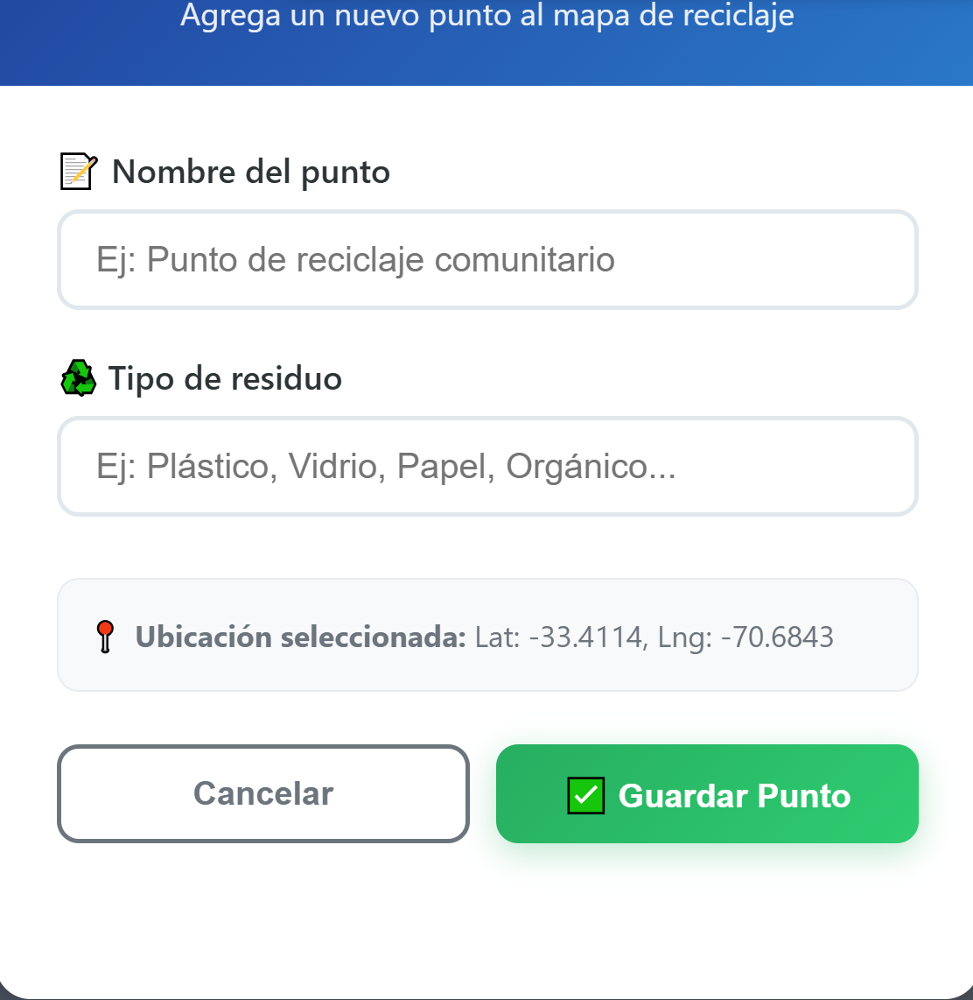 Agrega un nuevo punto al mapa de reciclaje
Nombre del punto
Ej: Punto de reciclaje comunitario
Tipo de residuo
Ej: Plástico, Vidrio, Papel, Orgánico...
Ubicación seleccionada: Lat: -33.4114, Lng: -70.6843
Cancelar
Guardar Punto